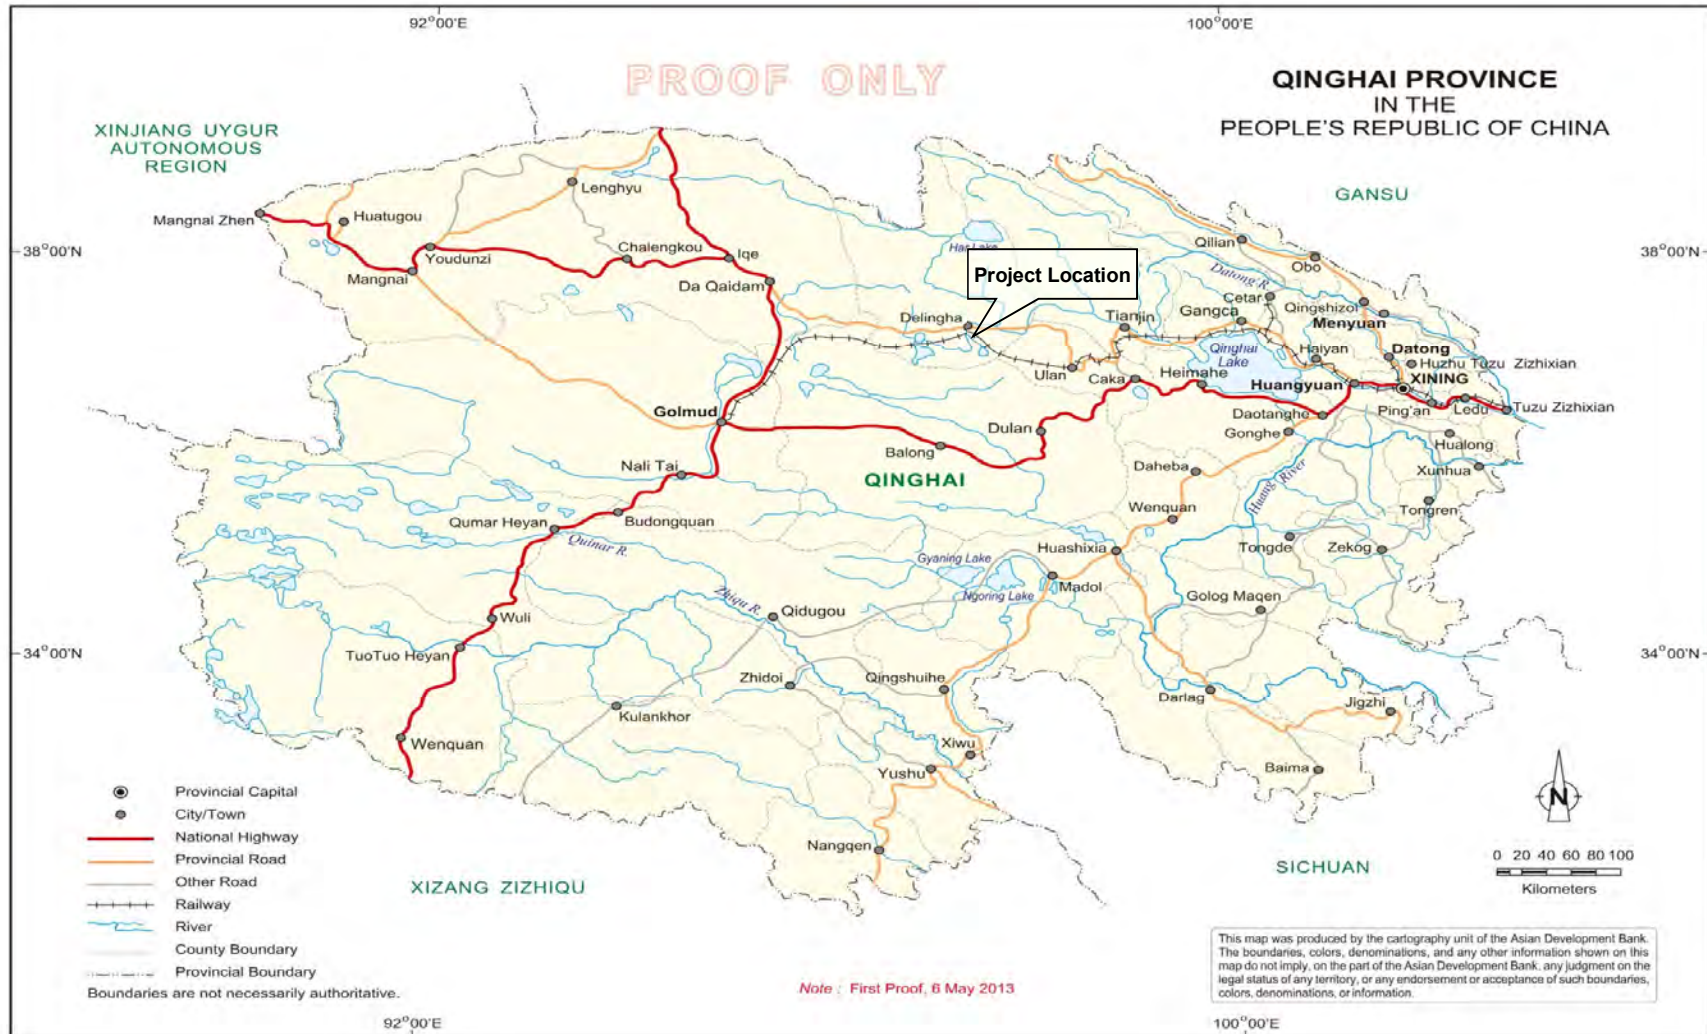 92°00'E
100°00'E
PROOF ONLY
QINGHAI PROVINCE
IN THE
PEOPLE'S REPUBLIC OF CHINA
XINJIANG UYGUR
AUTONOMOUS
REGION
GANSU
Lenghyu
Mangnai Zhen
Huatugou
38°00'N
38°00'N
Youdunzi
Chalengkou
Iqe
Har Lake
Qilian
Obo
Mangnai
Da Qaidam
Project Location
Datong R.
Cetar
Qingshizol
Delingha
Tianjin
Gangca
Menyuan
Qinghai
Lake
Haiyan
Datong
Huzhu Tuzu Zizhixian
Ulan
Caka
Heimahe
Huangyuan
XINING
Golmud
Daotanghe
Ping'an
Ledu
Tuzu Zizhixian
Dulan
Gonghe
Hualong
Balong
Nali Tai
QINGHAI
Daheba
Xunhua
Huang River
Wenquan
Tongren
Qumar Heyan
Budongquan
Quinar R.
Huashixia
Tongde
Zekog
Gyaning Lake
Ngoring Lake
Madol
Zhiqu R.
Golog Maqen
Wuli
Qidugou
34°00'N
34°00'N
TuoTuo Heyan
Zhidoi
Qingshuihe
Darlag
Jigzhi
Kulankhor
Wenquan
Xiwu
Yushu
Baima
Nangqen
Provincial Capital
City/Town
National Highway
Provincial Road
Other Road
Railway
River
County Boundary
Provincial Boundary
Boundaries are not necessarily authoritative.
XIZANG ZIZHIQU
SICHUAN
N
0 20 40 60 80 100
Kilometers
Note : First Proof, 6 May 2013
This map was produced by the cartography unit of the Asian Development Bank.
The boundaries, colors, denominations, and any other information shown on this
map do not imply, on the part of the Asian Development Bank, any judgment on the
legal status of any territory, or any endorsement or acceptance of such boundaries,
colors, denominations, or information.
92°00'E
100°00'E